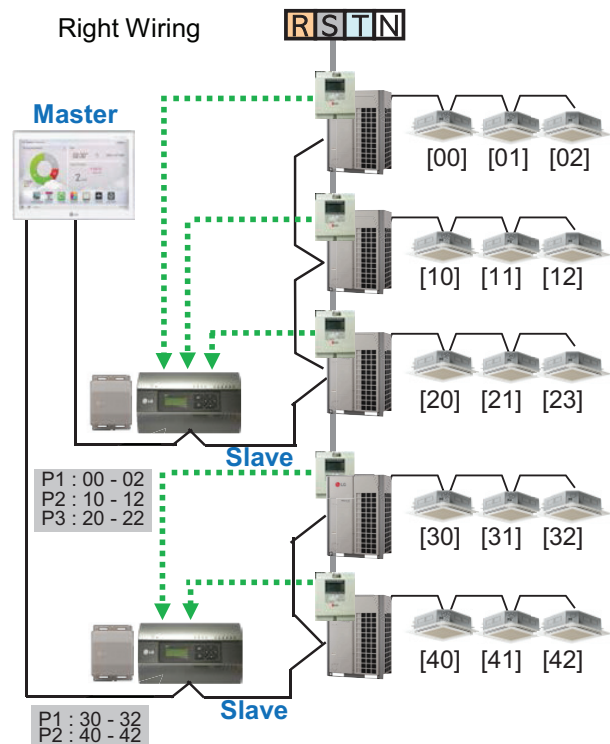 Right Wiring
R S T N
Master
[00] [01] [02]
[10] [11] [12]
[20] [21] [23]
Slave
P1 : 00 - 02
P2 : 10 - 12
P3 : 20 - 22
[30] [31] [32]
[40] [41] [42]
Slave
P1 : 30 - 32
P2 : 40 - 42